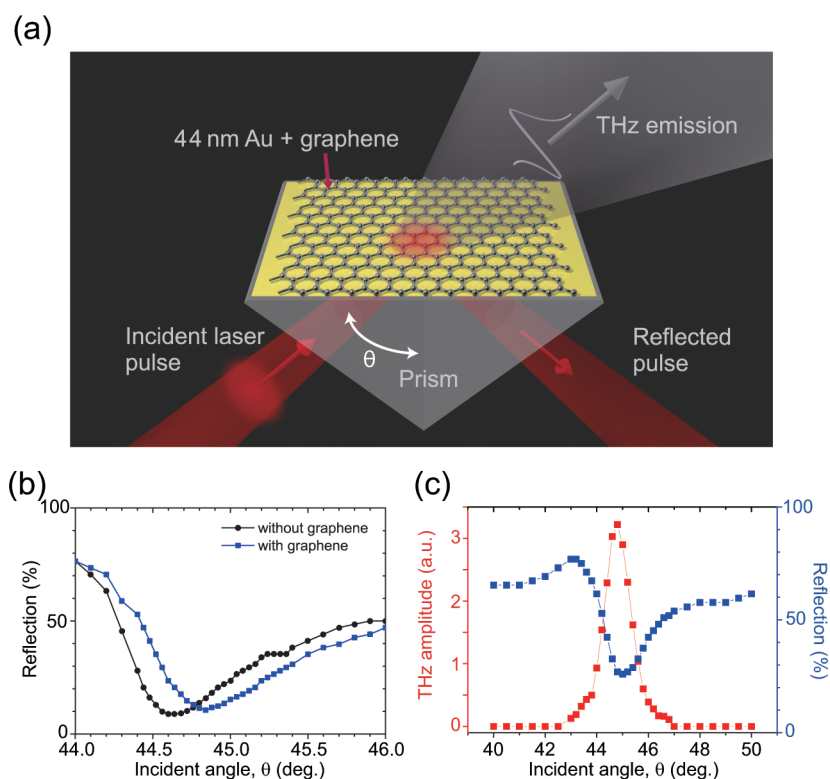 (a)
44 nm Au + graphene
THz emission
Incident laser
pulse
θ
Prism
Reflected
pulse
(b)
100
50
0
Reflection (%)
without graphene
with graphene
44.0
44.5
45.0
45.5
46.0
Incident angle, θ (deg.)
(c)
3
2
1
0
THz amplitude (a.u.)
100
50
0
Reflection (%)
40
42
44
46
48
50
Incident angle, θ (deg.)